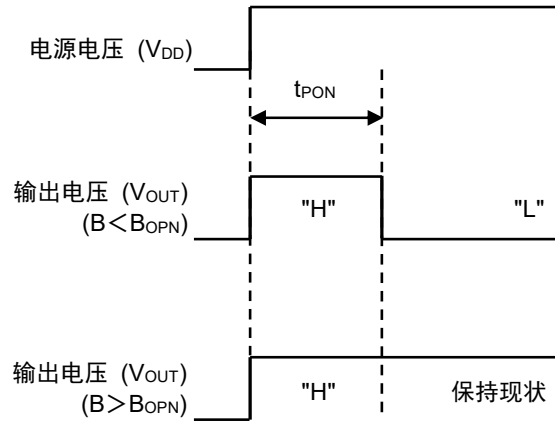 电源电压 (VDD)
tPON
输出电压 (VOUT)
(B＜BOPN)
"H"
"L"
输出电压 (VOUT)
(B＞BOPN)
"H"
保持现状